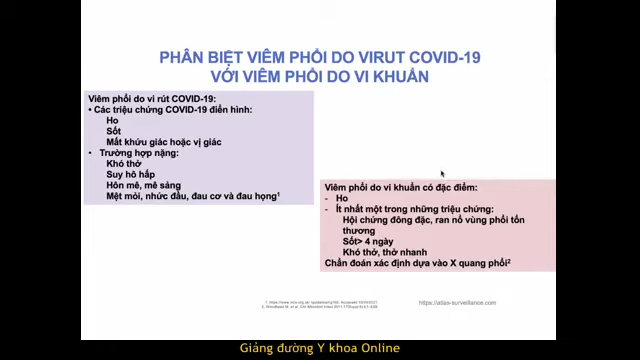 PHÂN BIỆT VIÊM PHỔI DO VIRUT COVID-19
VỚI VIÊM PHỔI DO VI KHUẨN
Viêm phổi do vi rút COVID-19:
• Các triệu chứng COVID-19 điển hình:
Ho
Sốt
Mất khứu giác hoặc vị giác
• Trường hợp nặng:
Khó thở
Suy hô hấp
Hôn mê, mê sảng
Mệt mỏi, nhức đầu, đau cơ và đau họng¹
Viêm phổi do vi khuẩn có đặc điểm:
- Ho
- Ít nhất một trong những triệu chứng:
Hội chứng đông đặc, ran nổ vùng phổi tổn
thương
Sốt> 4 ngày
Khó thở, thở nhanh
Chẩn đoán xác định dựa vào X quang phổi²
https://atlas-surveillance.com
Giảng đường Y khoa Online